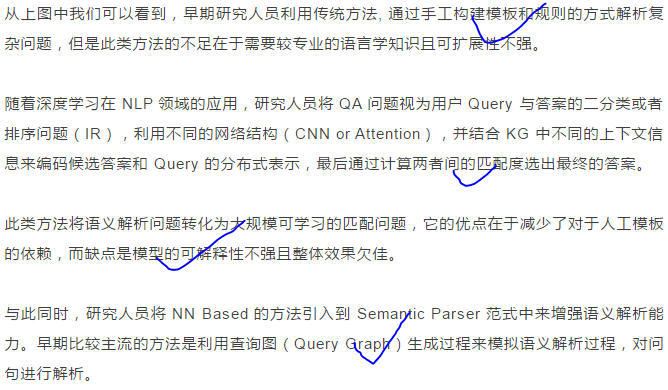 从上图中我们可以看到，早期研究人员利用传统方法, 通过手工构建模板和规则的方式解析复
杂问题，但是此类方法的不足在于需要较专业的语言学知识且可扩展性不强。
随着深度学习在 NLP 领域的应用，研究人员将 QA 问题视为用户 Query 与答案的二分类或者
排序问题（IR），利用不同的网络结构（CNN or Attention），并结合 KG 中不同的上下文信
息来编码候选答案和 Query 的分布式表示，最后通过计算两者间的匹配度选出最终的答案。
此类方法将语义解析问题转化为大规模可学习的匹配问题，它的优点在于减少了对于人工模板
的依赖，而缺点是模型的可解释性不强且整体效果欠佳。
与此同时，研究人员将 NN Based 的方法引入到 Semantic Parser 范式中来增强语义解析能
力。早期比较主流的方法是利用查询图（Query Graph）生成过程来模拟语义解析过程，对问
句进行解析。